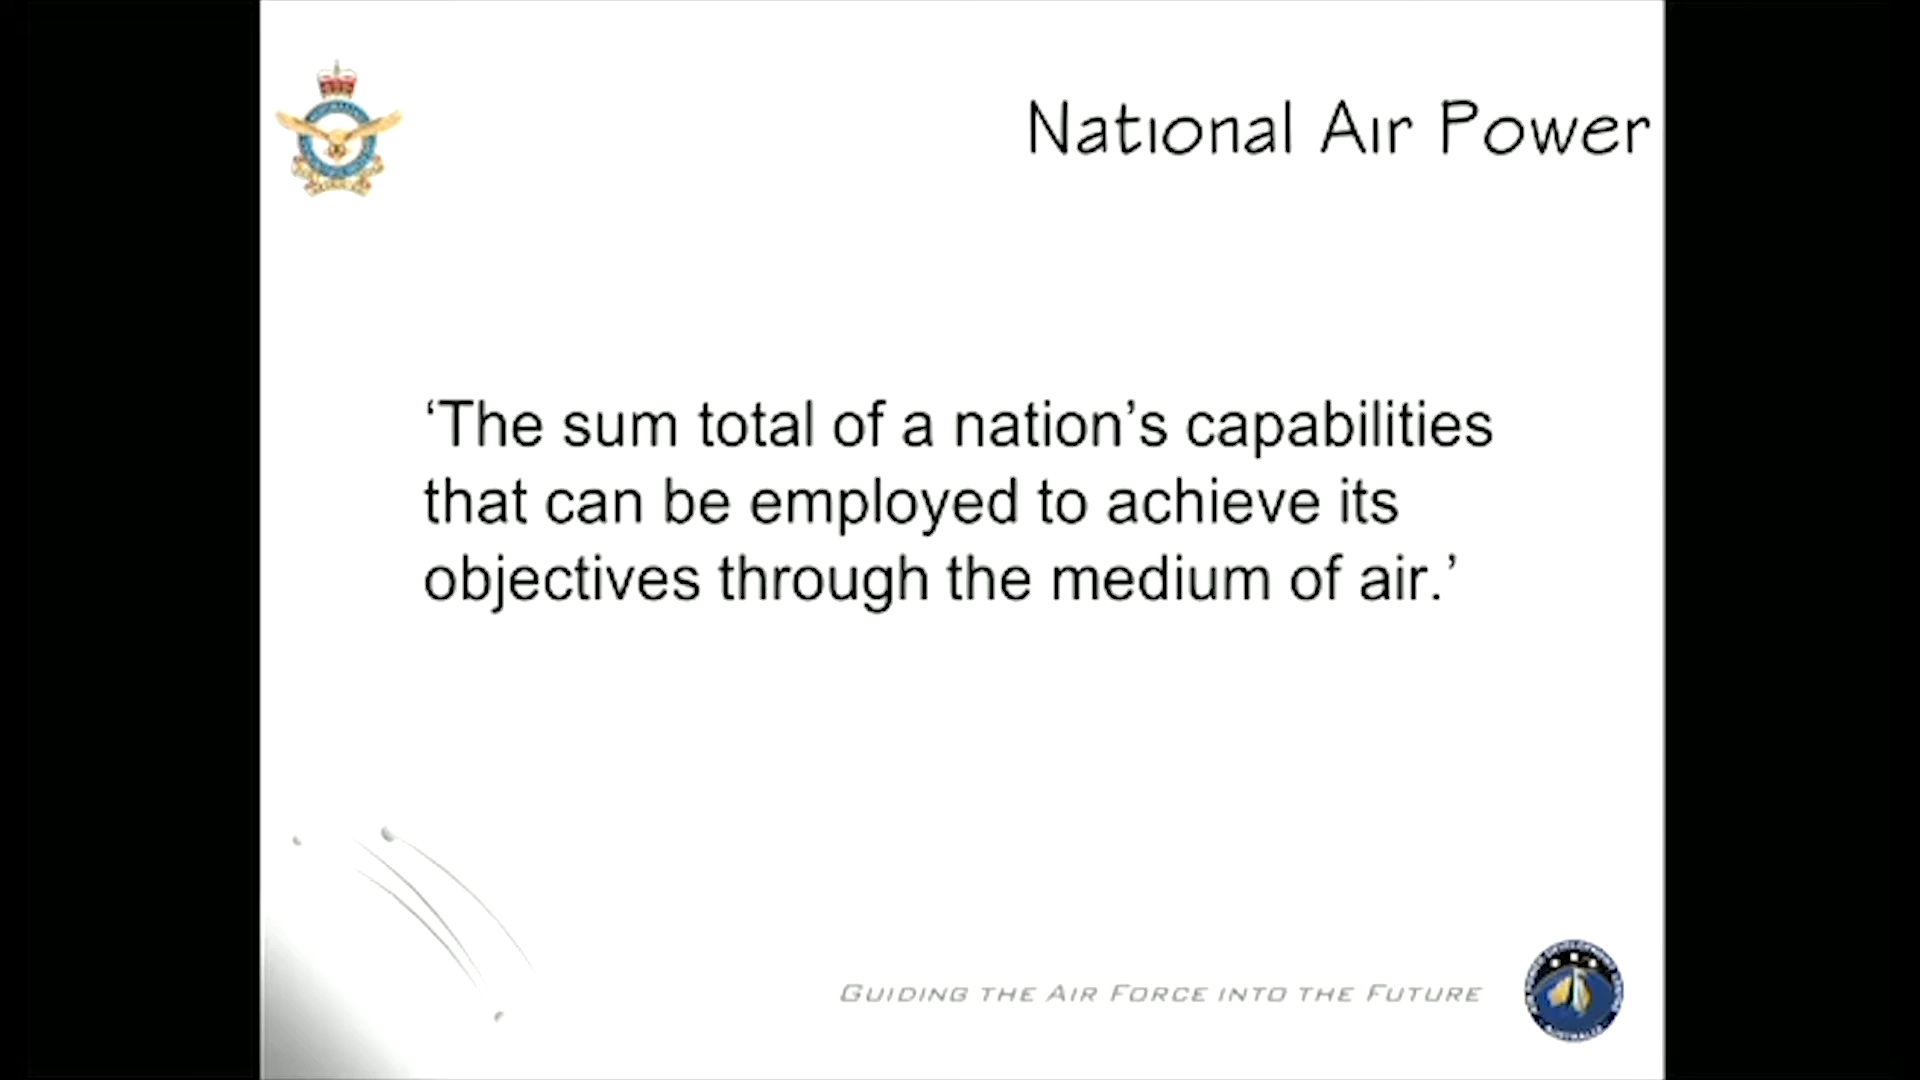 National Air Power
‘The sum total of a nation’s capabilities
that can be employed to achieve its
objectives through the medium of air.’
GUIDING THE AIR FORCE INTO THE FUTURE
AUSTRALIA